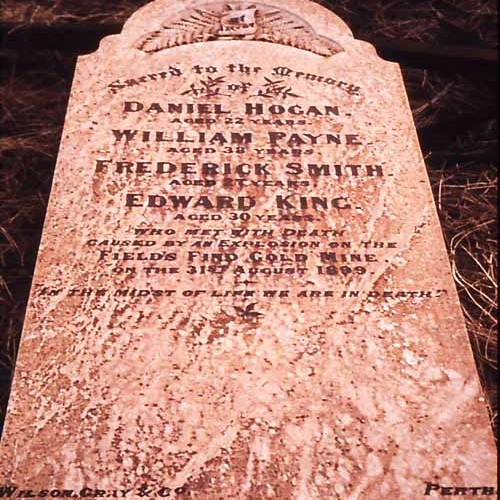 Sacred to the Memory
of
DANIEL HOGAN.
AGED 22 YEARS.
WILLIAM PAYNE.
AGED 38 YEARS
FREDERICK SMITH.
AGED 27 YEARS.
EDWARD KING.
AGED 30 YEARS.
WHO MET WITH DEATH
CAUSED BY AN EXPLOSION ON THE
FIELD'S FIND GOLD MINE.
ON THE 31ST AUGUST 1899.
"IN THE MIDST OF LIFE WE ARE IN DEATH."
WILSON, GRAY & CO. PERTH